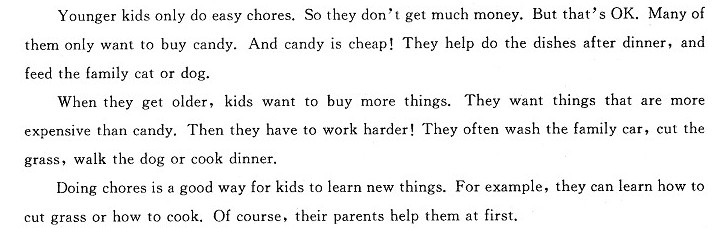 Younger kids only do easy chores. So they don't get much money. But that's OK. Many of
them only want to buy candy. And candy is cheap! They help do the dishes after dinner, and
feed the family cat or dog.
When they get older, kids want to buy more things. They want things that are more
expensive than candy. Then they have to work harder! They often wash the family car, cut the
grass, walk the dog or cook dinner.
Doing chores is a good way for kids to learn new things. For example, they can learn how to
cut grass or how to cook. Of course, their parents help them at first.